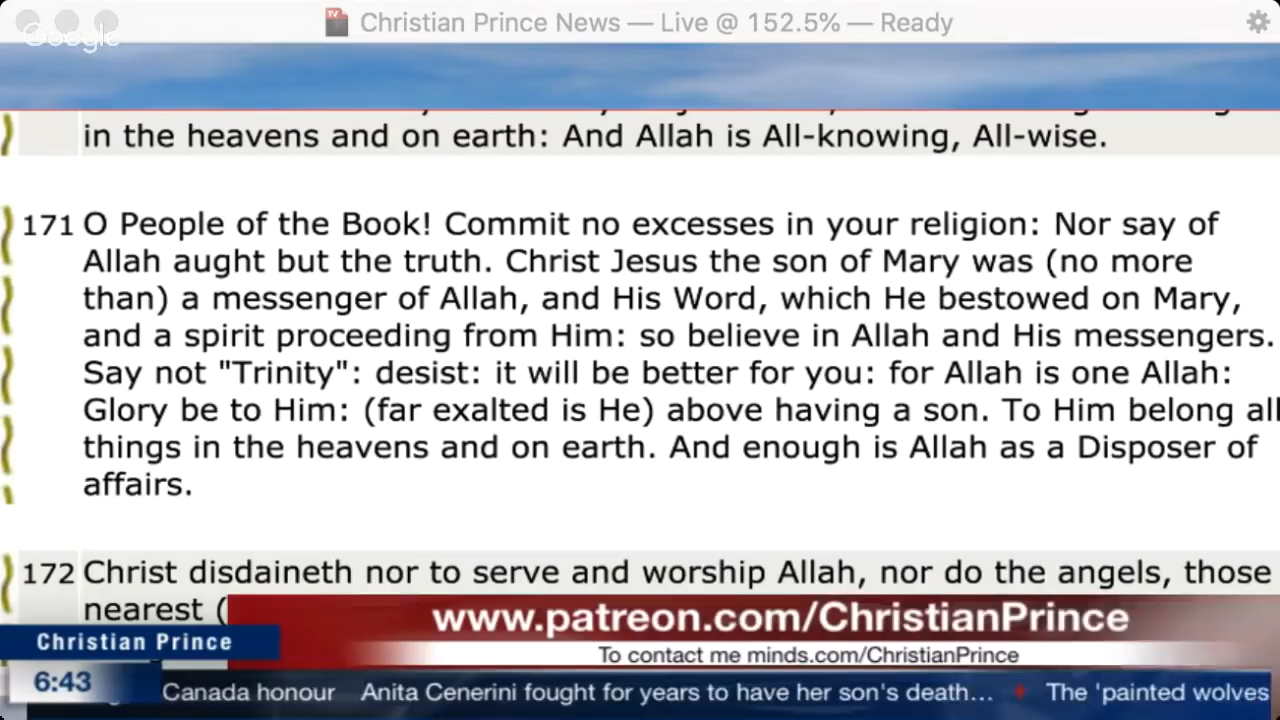 Christian Prince News — Live @ 152.5% — Ready
TV
Google
in the heavens and on earth: And Allah is All-knowing, All-wise.
171 O People of the Book! Commit no excesses in your religion: Nor say of
Allah aught but the truth. Christ Jesus the son of Mary was (no more
than) a messenger of Allah, and His Word, which He bestowed on Mary,
and a spirit proceeding from Him: so believe in Allah and His messengers.
Say not "Trinity": desist: it will be better for you: for Allah is one Allah:
Glory be to Him: (far exalted is He) above having a son. To Him belong all
things in the heavens and on earth. And enough is Allah as a Disposer of
affairs.
172 Christ disdaineth nor to serve and worship Allah, nor do the angels, those
nearest (
www.patreon.com/ChristianPrince
Christian Prince
To contact me minds.com/ChristianPrince
6:43
Canada honour Anita Cenerini fought for years to have her son's death... The 'painted wolves